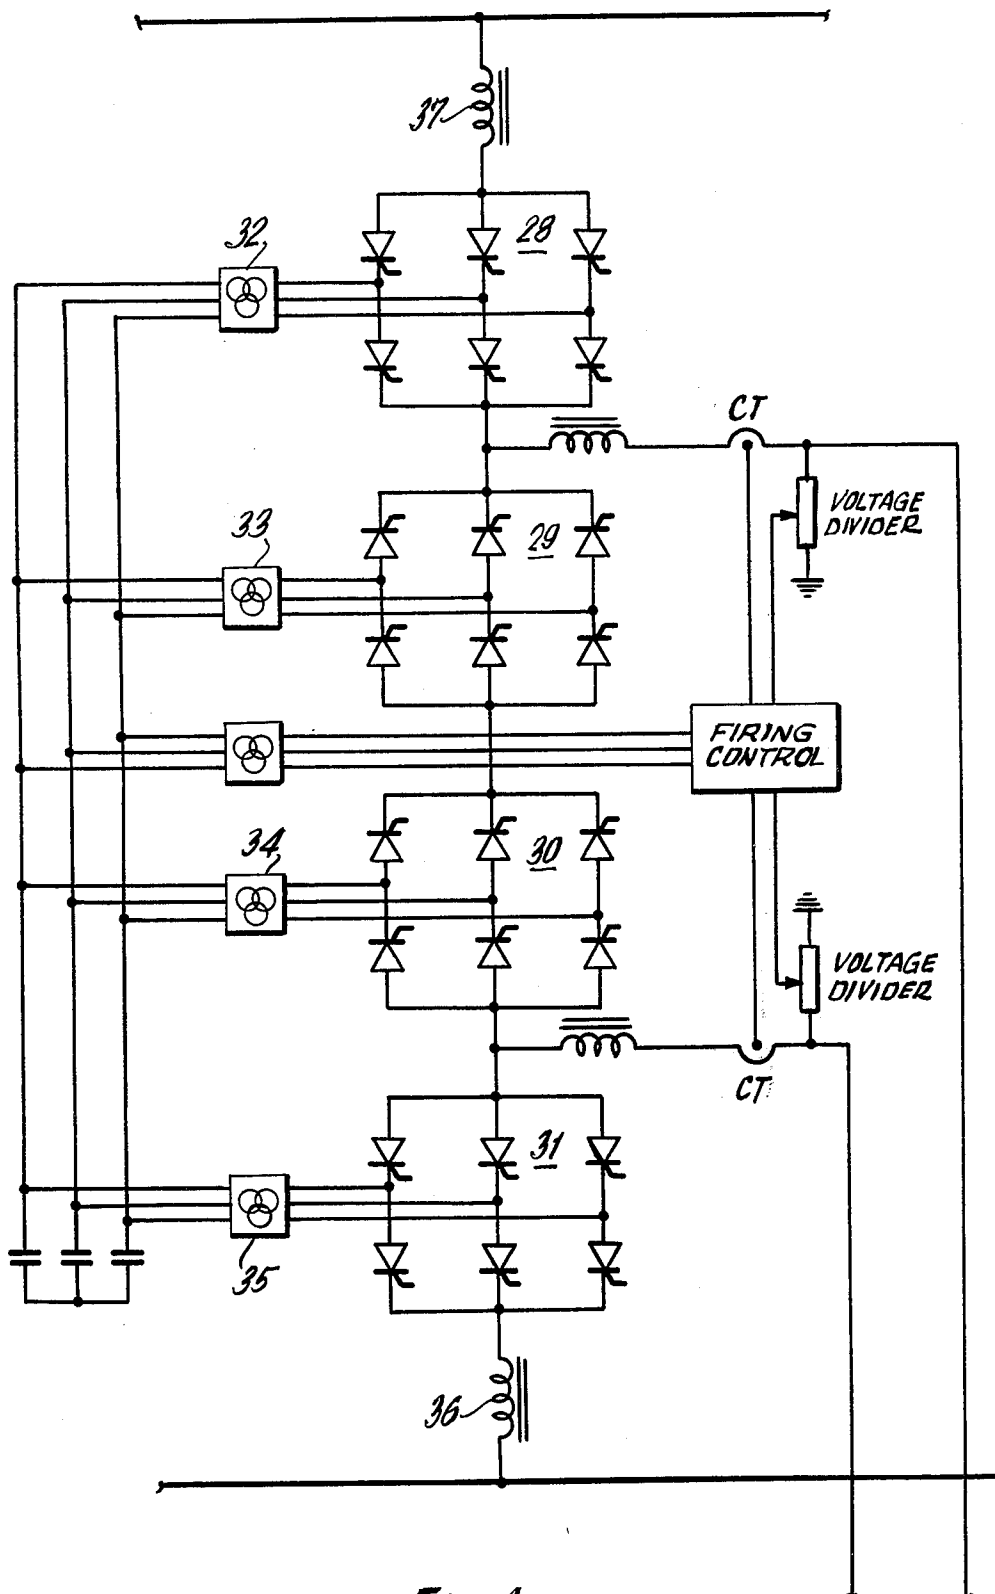 37
32
28
CT
VOLTAGE
DIVIDER
33
29
FIRING
CONTROL
34
30
VOLTAGE
DIVIDER
CT
31
35
36